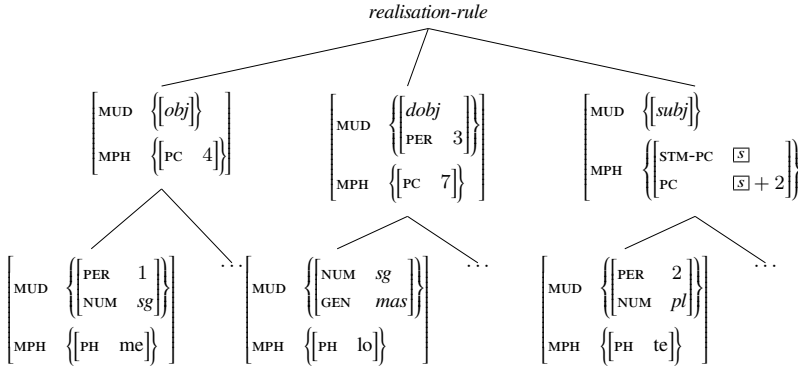 realisation-rule
MUD {[obj]}
MPH {[PC 4]}
MUD {[dobj
PER 3]}
MPH {[PC 7]}
MUD {[subj]}
MPH {[STM-PC s
PC s + 2]}
MUD {[PER 1
NUM sg]}
MPH {[PH me]}
...
MUD {[NUM sg
GEN mas]}
MPH {[PH lo]}
...
MUD {[PER 2
NUM pl]}
MPH {[PH te]}
...